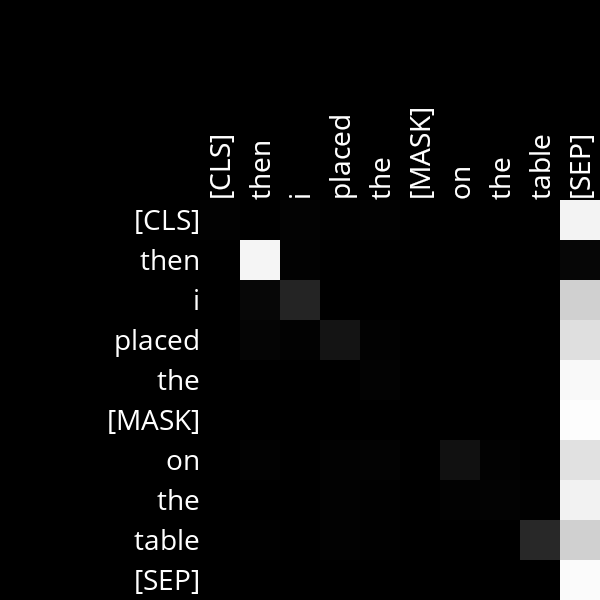 [CLS] then i placed the [MASK] on the table [SEP]
[CLS]
then
i
placed
the
[MASK]
on
the
table
[SEP]